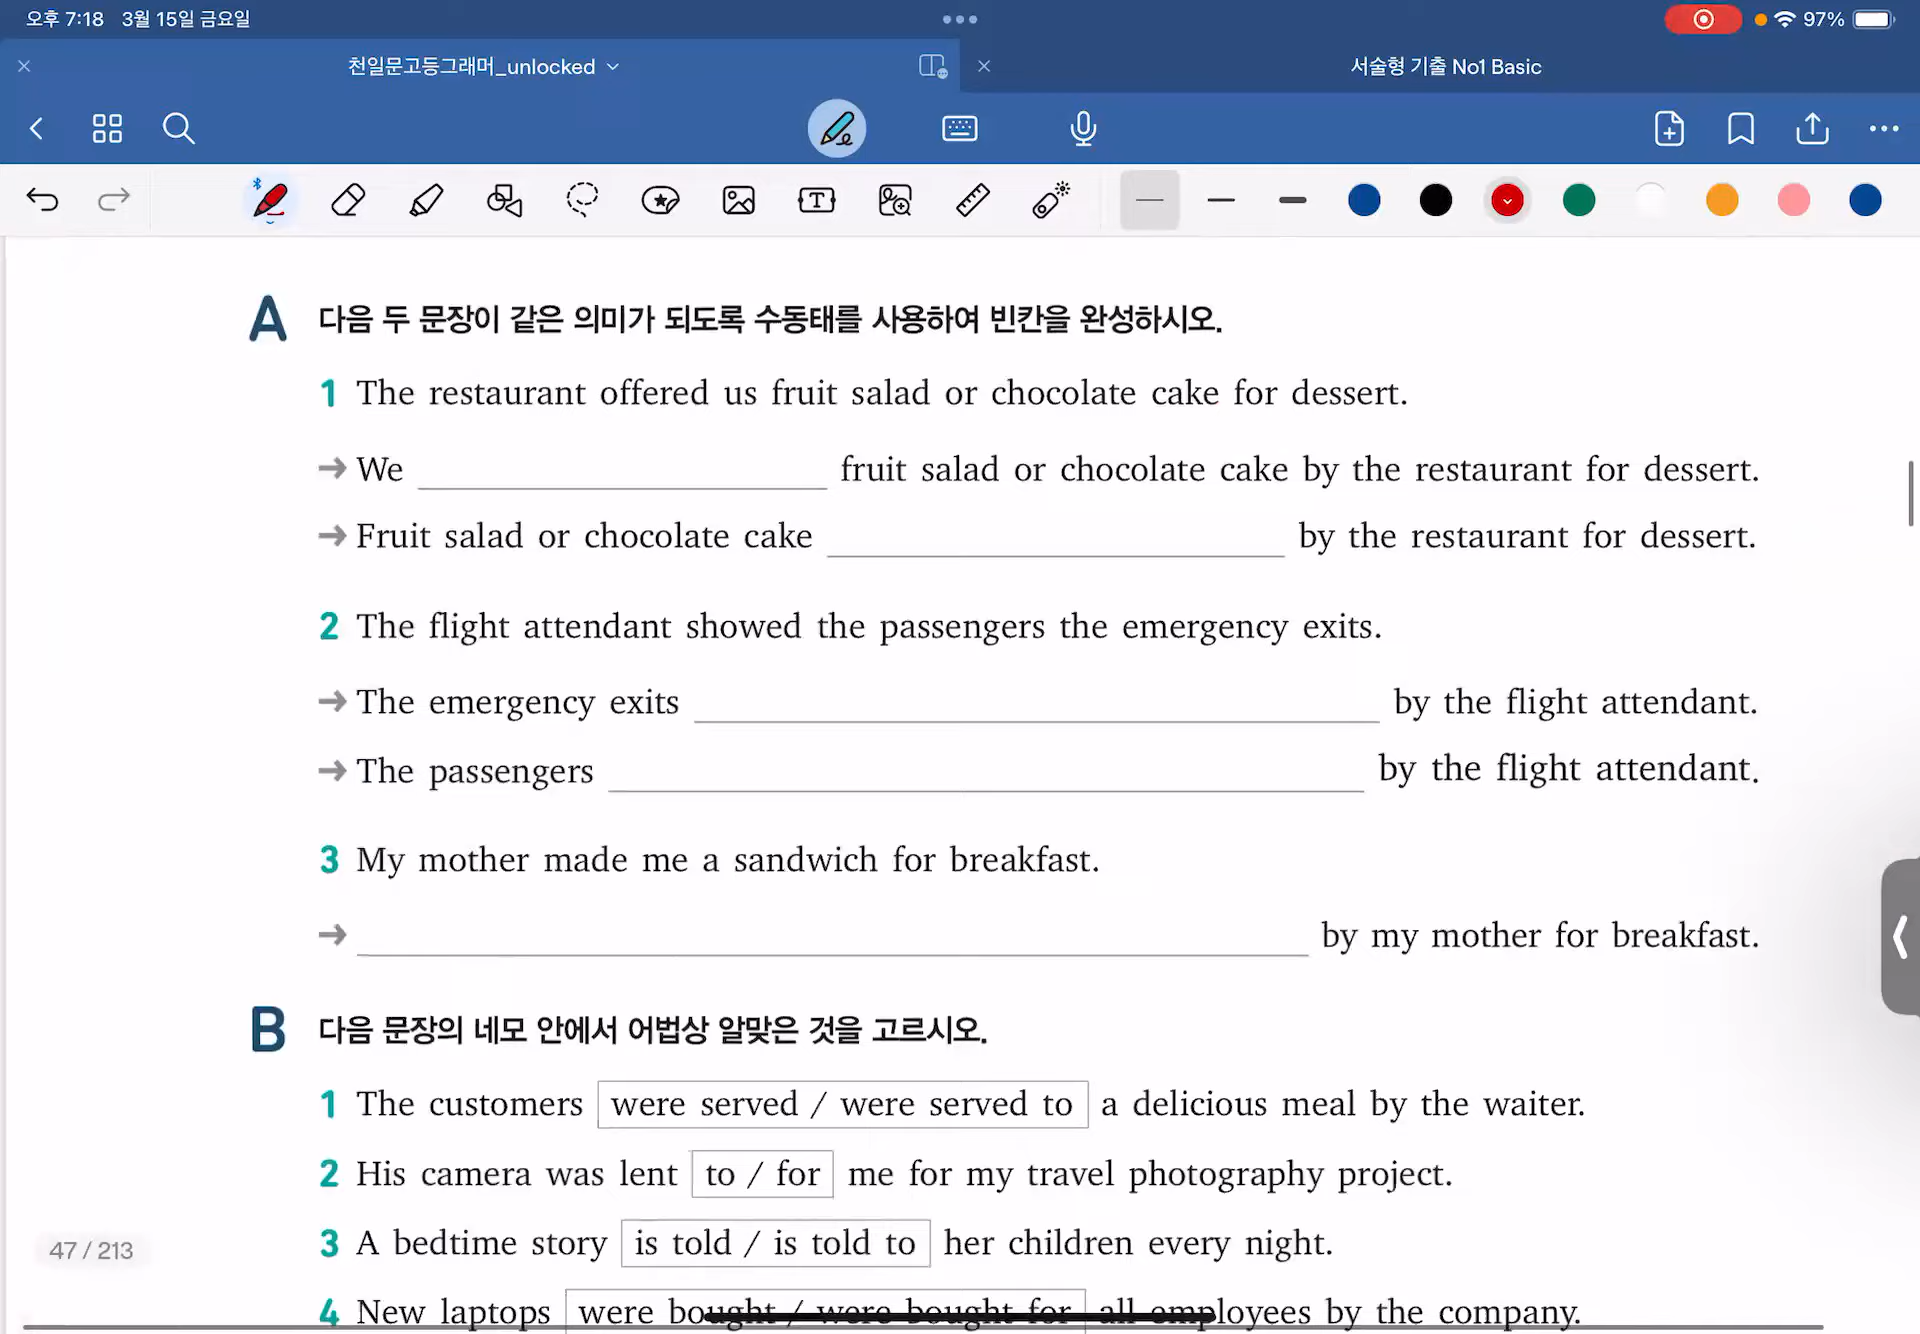 오후 7:18 3월 15일 금요일
97%
천일문고등그래머_unlocked
서술형 기출 No1 Basic
A 다음 두 문장이 같은 의미가 되도록 수동태를 사용하여 빈칸을 완성하시오.
1 The restaurant offered us fruit salad or chocolate cake for dessert.
→ We ____ fruit salad or chocolate cake by the restaurant for dessert.
→ Fruit salad or chocolate cake ____ by the restaurant for dessert.
2 The flight attendant showed the passengers the emergency exits.
→ The emergency exits ____ by the flight attendant.
→ The passengers ____ by the flight attendant.
3 My mother made me a sandwich for breakfast.
→ ____ by my mother for breakfast.
B 다음 문장의 네모 안에서 어법상 알맞은 것을 고르시오.
1 The customers were served / were served to a delicious meal by the waiter.
2 His camera was lent to / for me for my travel photography project.
3 A bedtime story is told / is told to her children every night.
47 / 213
4 New laptops were bought / were bought for all employees by the company.